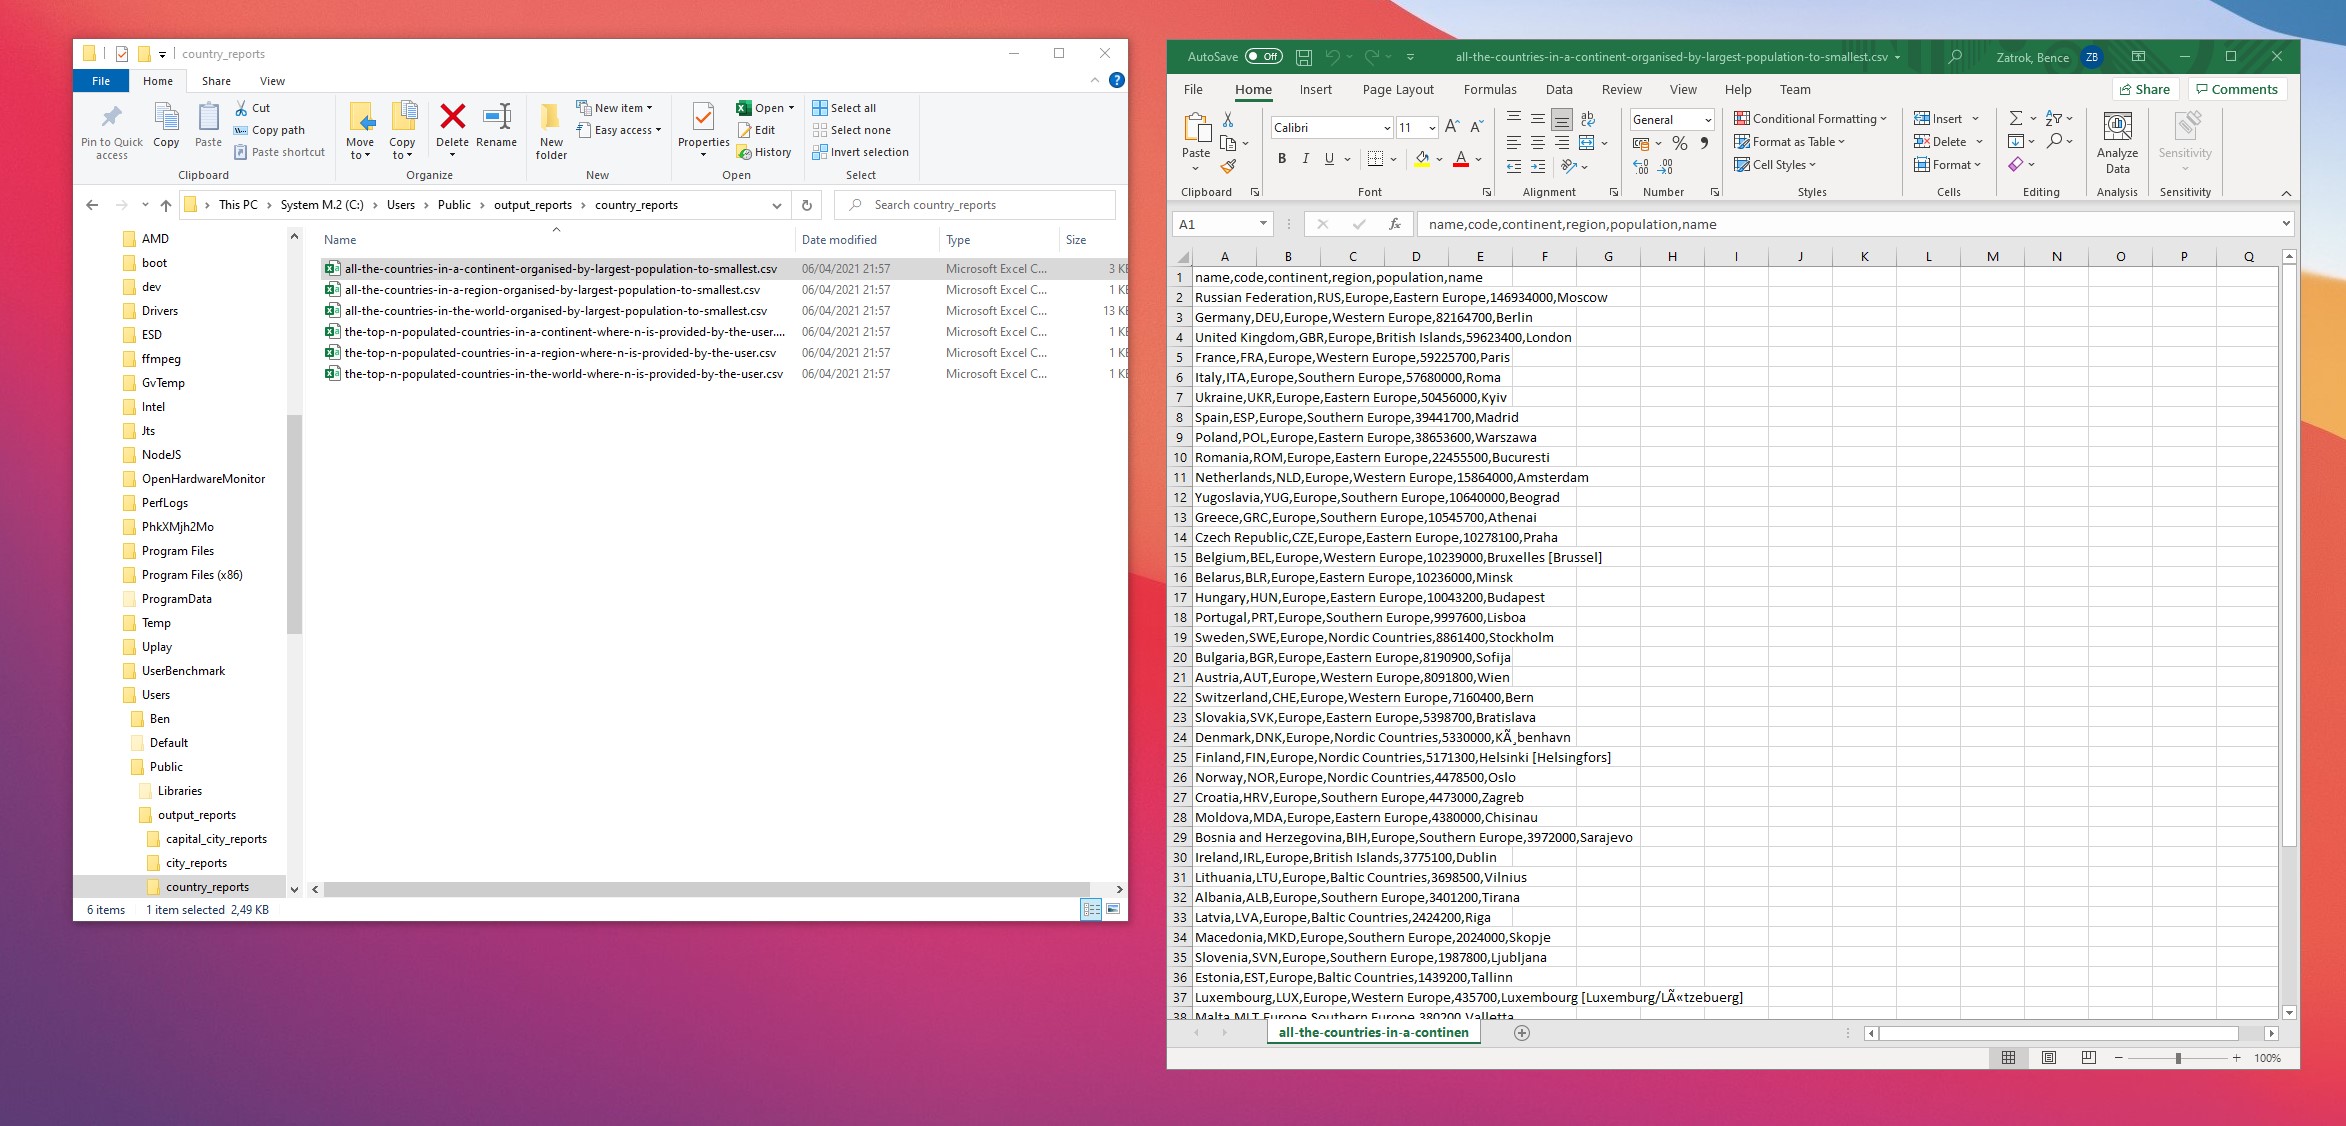 country_reports
File Home Share View
Pin to Quick access
Copy
Paste
Cut
Copy path
Paste shortcut
Clipboard
Move to
Copy to
Delete
Rename
Organize
New folder
New item
Easy access
New
Properties
Open
Edit
History
Open
Select all
Select none
Invert selection
Select
This PC > System M.2 (C:) > Users > Public > output_reports > country_reports
Search country_reports
AMD
boot
dev
Drivers
ESD
ffmpeg
GvTemp
Intel
Jts
NodeJS
OpenHardwareMonitor
PerfLogs
PhkXMjh2Mo
Program Files
Program Files (x86)
ProgramData
Temp
Uplay
UserBenchmark
Users
Ben
Default
Public
Libraries
output_reports
capital_city_reports
city_reports
country_reports
Name Date modified Type Size
all-the-countries-in-a-continent-organised-by-largest-population-to-smallest.csv 06/04/2021 21:57 Microsoft Excel C... 3 KB
all-the-countries-in-a-region-organised-by-largest-population-to-smallest.csv 06/04/2021 21:57 Microsoft Excel C... 1 KB
all-the-countries-in-the-world-organised-by-largest-population-to-smallest.csv 06/04/2021 21:57 Microsoft Excel C... 13 KB
the-top-n-populated-countries-in-a-continent-where-n-is-provided-by-the-user.... 06/04/2021 21:57 Microsoft Excel C... 1 KB
the-top-n-populated-countries-in-a-region-where-n-is-provided-by-the-user.csv 06/04/2021 21:57 Microsoft Excel C... 1 KB
the-top-n-populated-countries-in-the-world-where-n-is-provided-by-the-user.csv 06/04/2021 21:57 Microsoft Excel C... 1 KB
6 items 1 item selected 2,49 KB
AutoSave Off all-the-countries-in-a-continent-organised-by-largest-population-to-smallest.csv Zatrok, Bence ZB
File Home Insert Page Layout Formulas Data Review View Help Team Share Comments
Paste
Clipboard
Calibri 11
B I U A
Font
ab
Alignment
General
%
Number
Conditional Formatting
Format as Table
Cell Styles
Styles
Insert
Delete
Format
Cells
Editing
Analyze Data
Analysis
Sensitivity
Sensitivity
A1 fx name,code,continent,region,population,name
A B C D E F G H I J K L M N O P Q
1 name,code,continent,region,population,name
2 Russian Federation,RUS,Europe,Eastern Europe,146934000,Moscow
3 Germany,DEU,Europe,Western Europe,82164700,Berlin
4 United Kingdom,GBR,Europe,British Islands,59623400,London
5 France,FRA,Europe,Western Europe,59225700,Paris
6 Italy,ITA,Europe,Southern Europe,57680000,Roma
7 Ukraine,UKR,Europe,Eastern Europe,50456000,Kyiv
8 Spain,ESP,Europe,Southern Europe,39441700,Madrid
9 Poland,POL,Europe,Eastern Europe,38653600,Warszawa
10 Romania,ROM,Europe,Eastern Europe,22455500,Bucuresti
11 Netherlands,NLD,Europe,Western Europe,15864000,Amsterdam
12 Yugoslavia,YUG,Europe,Southern Europe,10640000,Beograd
13 Greece,GRC,Europe,Southern Europe,10545700,Athenai
14 Czech Republic,CZE,Europe,Eastern Europe,10278100,Praha
15 Belgium,BEL,Europe,Western Europe,10239000,Bruxelles [Brussel]
16 Belarus,BLR,Europe,Eastern Europe,10236000,Minsk
17 Hungary,HUN,Europe,Eastern Europe,10043200,Budapest
18 Portugal,PRT,Europe,Southern Europe,9997600,Lisboa
19 Sweden,SWE,Europe,Nordic Countries,8861400,Stockholm
20 Bulgaria,BGR,Europe,Eastern Europe,8190900,Sofija
21 Austria,AUT,Europe,Western Europe,8091800,Wien
22 Switzerland,CHE,Europe,Western Europe,7160400,Bern
23 Slovakia,SVK,Europe,Eastern Europe,5398700,Bratislava
24 Denmark,DNK,Europe,Nordic Countries,5330000,KÃ¸benhavn
25 Finland,FIN,Europe,Nordic Countries,5171300,Helsinki [Helsingfors]
26 Norway,NOR,Europe,Nordic Countries,4478500,Oslo
27 Croatia,HRV,Europe,Southern Europe,4473000,Zagreb
28 Moldova,MDA,Europe,Eastern Europe,4380000,Chisinau
29 Bosnia and Herzegovina,BIH,Europe,Southern Europe,3972000,Sarajevo
30 Ireland,IRL,Europe,British Islands,3775100,Dublin
31 Lithuania,LTU,Europe,Baltic Countries,3698500,Vilnius
32 Albania,ALB,Europe,Southern Europe,3401200,Tirana
33 Latvia,LVA,Europe,Baltic Countries,2424200,Riga
34 Macedonia,MKD,Europe,Southern Europe,2024000,Skopje
35 Slovenia,SVN,Europe,Southern Europe,1987800,Ljubljana
36 Estonia,EST,Europe,Baltic Countries,1439200,Tallinn
37 Luxembourg,LUX,Europe,Western Europe,435700,Luxembourg [Luxemburg/LÃ«tzebuerg]
38 Malta,MLT,Europe,Southern Europe,380200,Valletta
all-the-countries-in-a-continen
100%